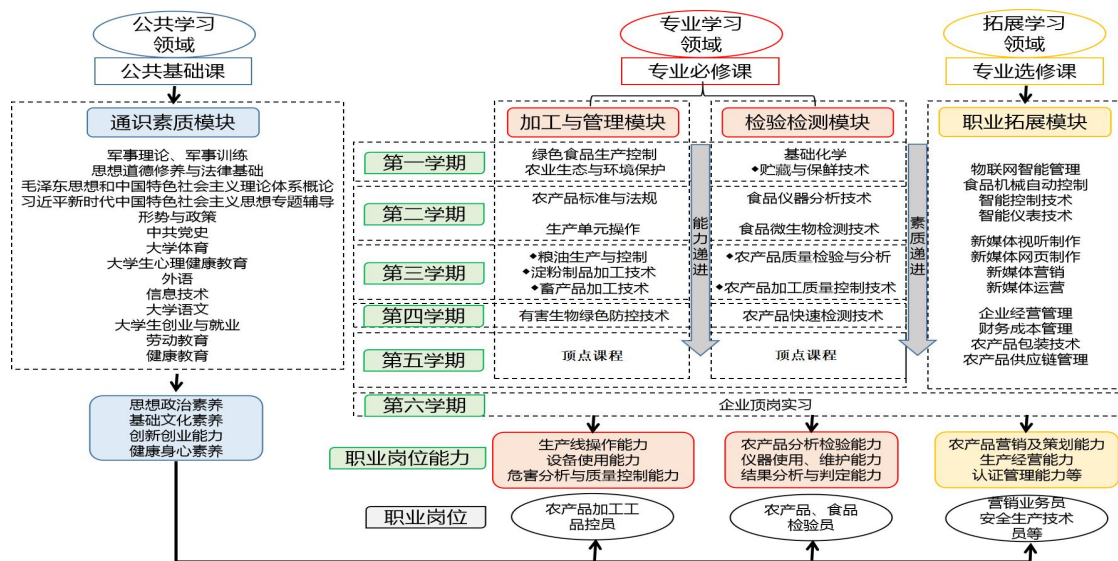 公共学习
领域
公共基础课
通识素质模块
军事理论、军事训练
思想道德修养与法律基础
毛泽东思想和中国特色社会主义理论体系概论
习近平新时代中国特色社会主义思想专题辅导
形势与政策
中共党史
大学体育
大学生心理健康教育
外语
信息技术
大学语文
大学生创业与就业
劳动教育
健康教育
思想政治素养
基础文化素养
创新创业能力
健康身心素养
专业学习
领域
专业必修课
加工与管理模块
检验检测模块
第一学期
绿色食品生产控制
农业生态与环境保护
基础化学
◆贮藏与保鲜技术
第二学期
农产品标准与法规
生产单元操作
食品仪器分析技术
食品微生物检测技术
第三学期
◆粮油生产与控制
◆淀粉制品加工技术
◆畜产品加工技术
◆农产品质量检验与分析
◆农产品加工质量控制技术
第四学期
有害生物绿色防控技术
农产品快速检测技术
第五学期
顶点课程
顶点课程
能力递进
素质递进
第六学期
企业顶岗实习
拓展学习
领域
专业选修课
职业拓展模块
物联网智能管理
食品机械自动控制
智能控制技术
智能仪表技术
新媒体视听制作
新媒体网页制作
新媒体营销
新媒体运营
企业经营管理
财务成本管理
农产品包装技术
农产品供应链管理
职业岗位能力
生产线操作能力
设备使用能力
危害分析与质量控制能力
农产品分析检验能力
仪器使用、维护能力
结果分析与判定能力
农产品营销及策划能力
生产经营能力
认证管理能力等
职业岗位
农产品加工工
品控员
农产品、食品
检验员
营销业务员
安全生产技术
员等